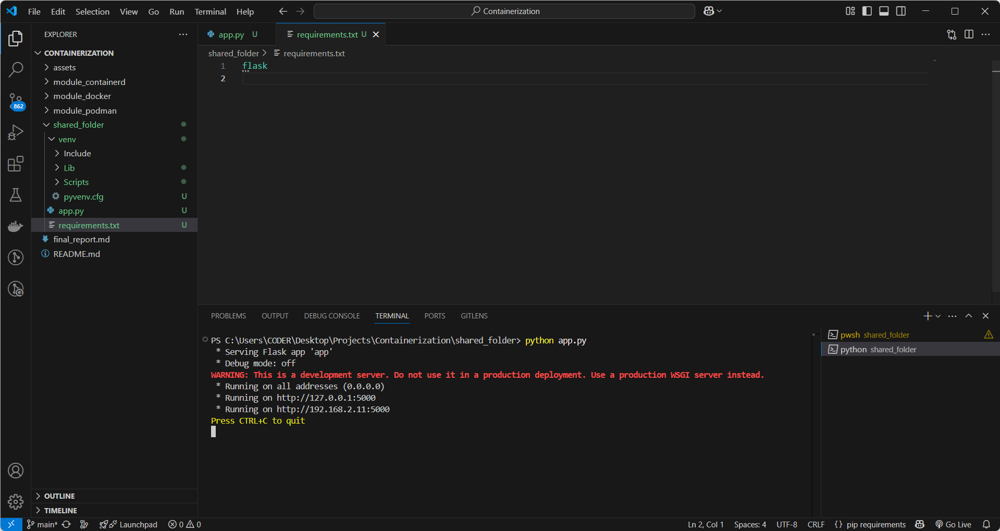 File Edit Selection View Go Run Terminal Help
Containerization
EXPLORER
CONTAINERIZATION
assets
module_containerd
module_docker
module_podman
shared_folder
venv
Include
Lib
Scripts
pyvenv.cfg U
app.py U
requirements.txt U
final_report.md
README.md
862
OUTLINE
TIMELINE
app.py U
requirements.txt U
shared_folder > requirements.txt
1 flask
2
PROBLEMS OUTPUT DEBUG CONSOLE TERMINAL PORTS GITLENS
PS C:\Users\CODER\Desktop\Projects\Containerization\shared_folder> python app.py
* Serving Flask app 'app'
* Debug mode: off
WARNING: This is a development server. Do not use it in a production deployment. Use a production WSGI server instead.
* Running on all addresses (0.0.0.0)
* Running on http://127.0.0.1:5000
* Running on http://192.168.2.11:5000
Press CTRL+C to quit
pwsh shared_folder
python shared_folder
main* Launchpad 0 0 Ln 2, Col 1 Spaces: 4 UTF-8 CRLF {} pip requirements Go Live